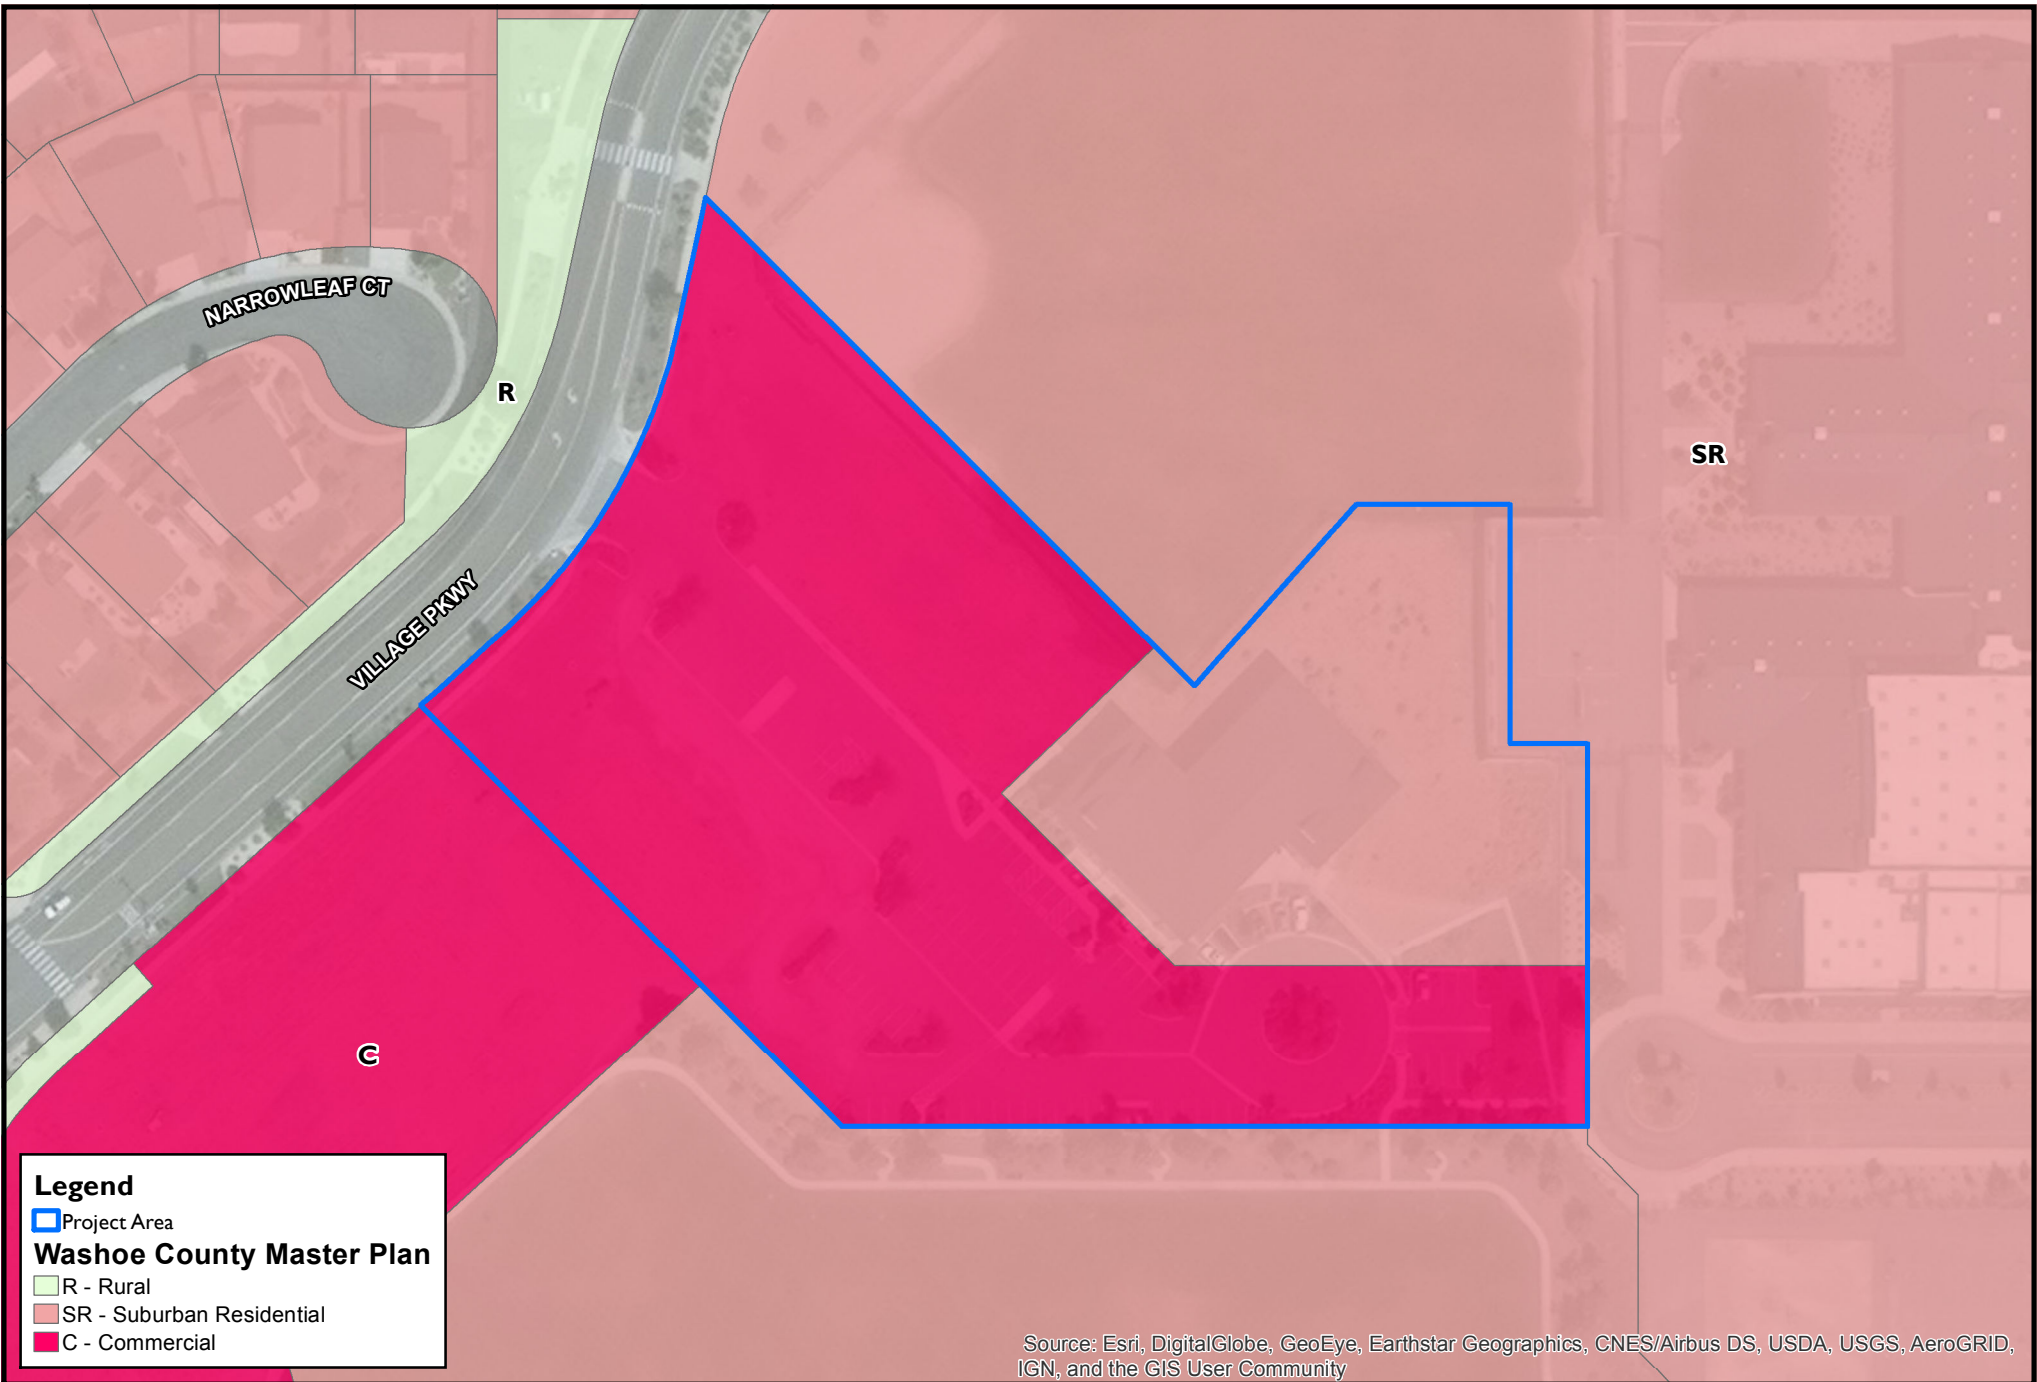 NARROWLEAF CT
R
SR
VILLAGE PKWY
C
Legend
Project Area
Washoe County Master Plan
R - Rural
SR - Suburban Residential
C - Commercial
Source: Esri, DigitalGlobe, GeoEye, Earthstar Geographics, CNES/Airbus DS, USDA, USGS, AeroGRID,
IGN, and the GIS User Community